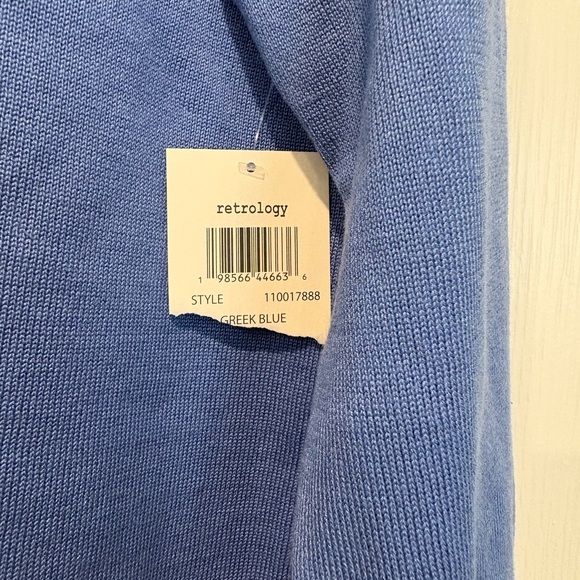 retrology
1 98566 44663 6
STYLE 110017888
GREEK BLUE